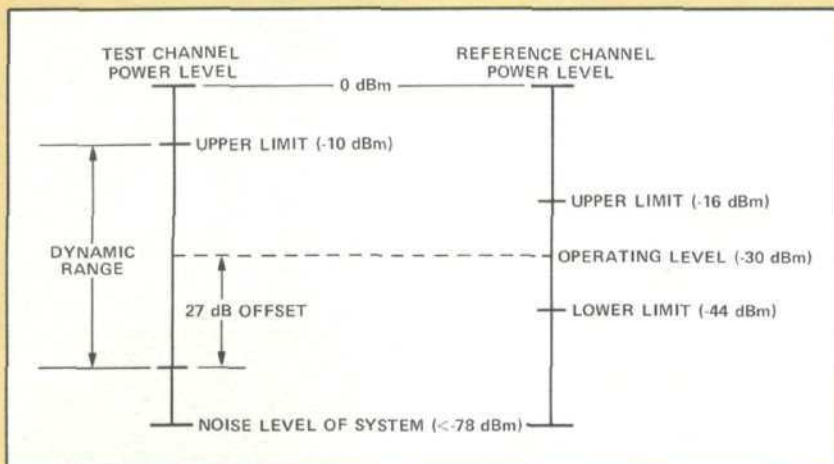 TEST CHANNEL
POWER LEVEL
REFERENCE CHANNEL
POWER LEVEL
0 dBm
UPPER LIMIT (-10 dBm)
UPPER LIMIT (-16 dBm)
DYNAMIC
RANGE
OPERATING LEVEL (-30 dBm)
27 dB OFFSET
LOWER LIMIT (-44 dBm)
NOISE LEVEL OF SYSTEM (<-78 dBm)